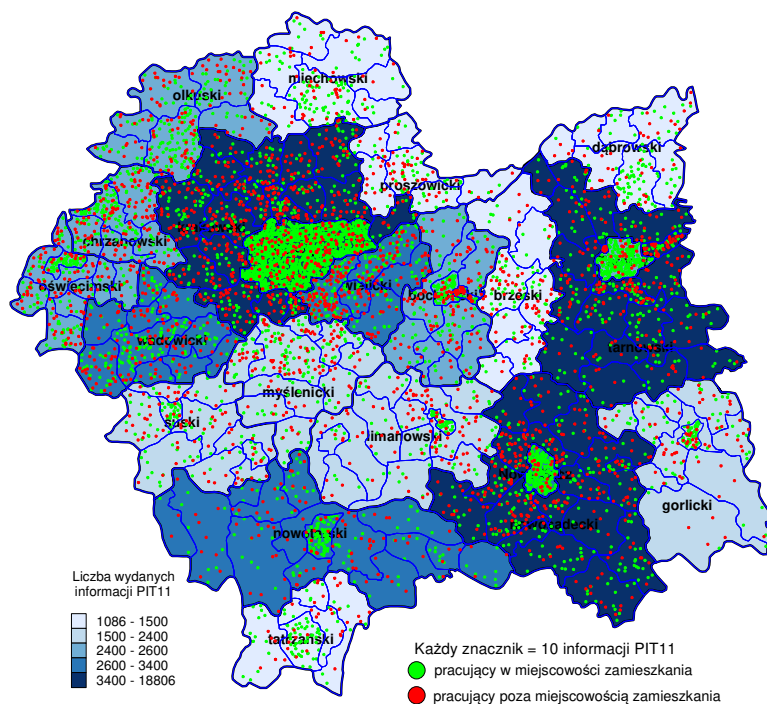 miechowski
olkuski
dąbrowski
proszowicki
chrzanowski
oświęcimski
wielicki
brzeski
wadowicki
tarnowski
myślenicki
suski
limanowski
gorlicki
nowosądecki
nowotarski
tatrzański
Liczba wydanych
informacji PIT11
1086 - 1500
1500 - 2400
2400 - 2600
2600 - 3400
3400 - 18806
Każdy znacznik = 10 informacji PIT11
pracujący w miejscowości zamieszkania
pracujący poza miejscowością zamieszkania